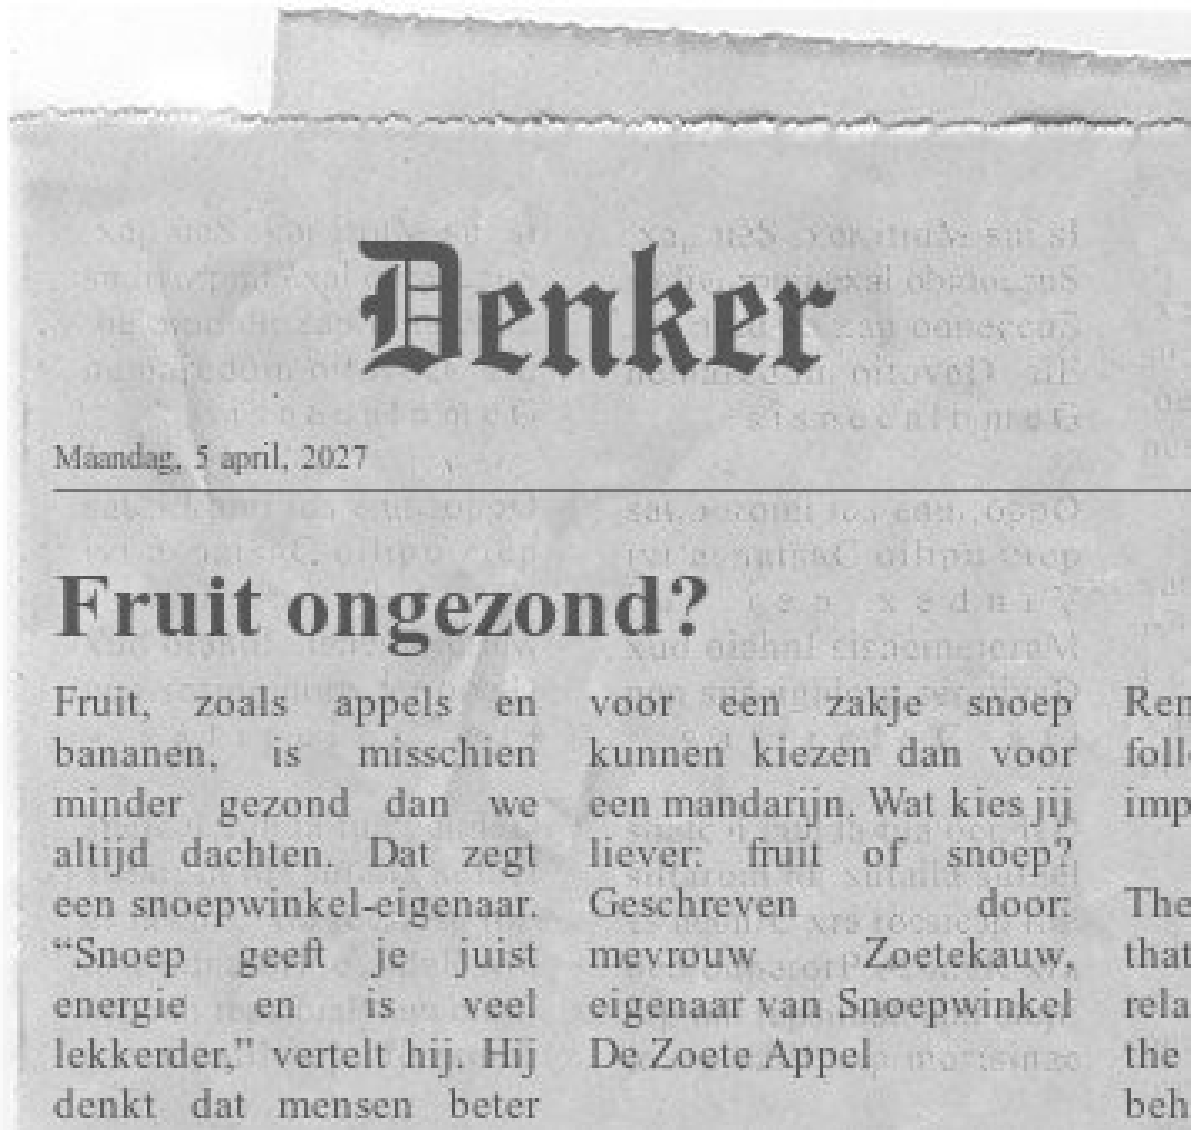 Denker
Maandag, 5 april, 2027
Fruit ongezond?
Fruit, zoals appels en
bananen, is misschien
minder gezond dan we
altijd dachten. Dat zegt
een snoepwinkel-eigenaar.
“Snoep geeft je juist
energie en is veel
lekkerder,” vertelt hij. Hij
denkt dat mensen beter
voor een zakje snoep
kunnen kiezen dan voor
een mandarijn. Wat kies jij
liever: fruit of snoep?
Geschreven door:
mevrouw Zoetekauw,
eigenaar van Snoepwinkel
De Zoete Appel
The
that
the